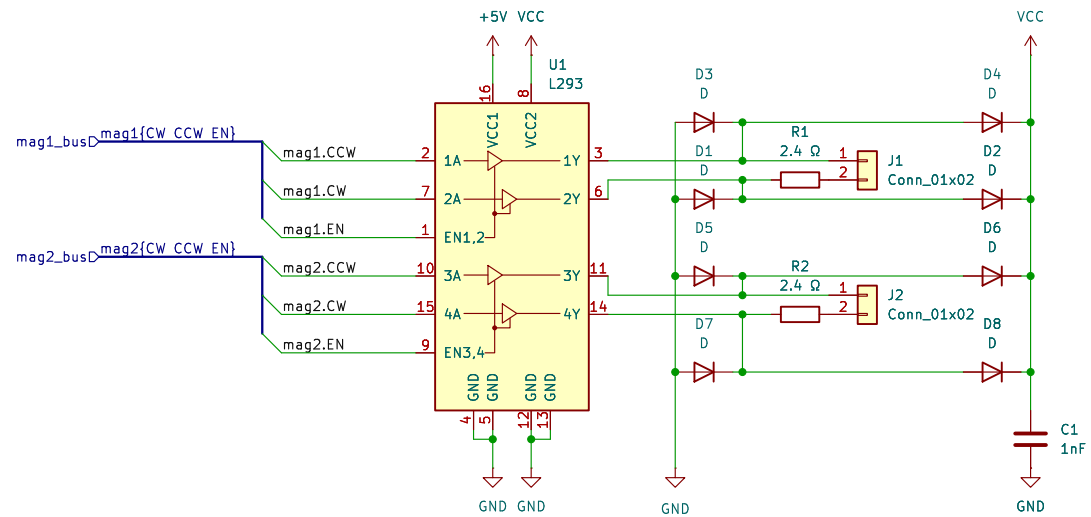 +5V VCC
VCC
U1
L293
D3
D
D4
D
16
8
VCC1
VCC2
mag1_bus
mag1{CW CCW EN}
mag1.CCW
2
1A
1Y
3
R1
2.4 Ω
1
2
J1
Conn_01x02
D1
D
D2
D
mag1.CW
7
2A
2Y
6
mag1.EN
1
EN1,2
D5
D
D6
D
mag2_bus
mag2{CW CCW EN}
mag2.CCW
10
3A
3Y
11
R2
2.4 Ω
1
2
J2
Conn_01x02
mag2.CW
15
4A
4Y
14
D7
D
D8
D
mag2.EN
9
EN3,4
GND
GND
GND
GND
4
5
12
13
C1
1nF
GND
GND
GND
GND